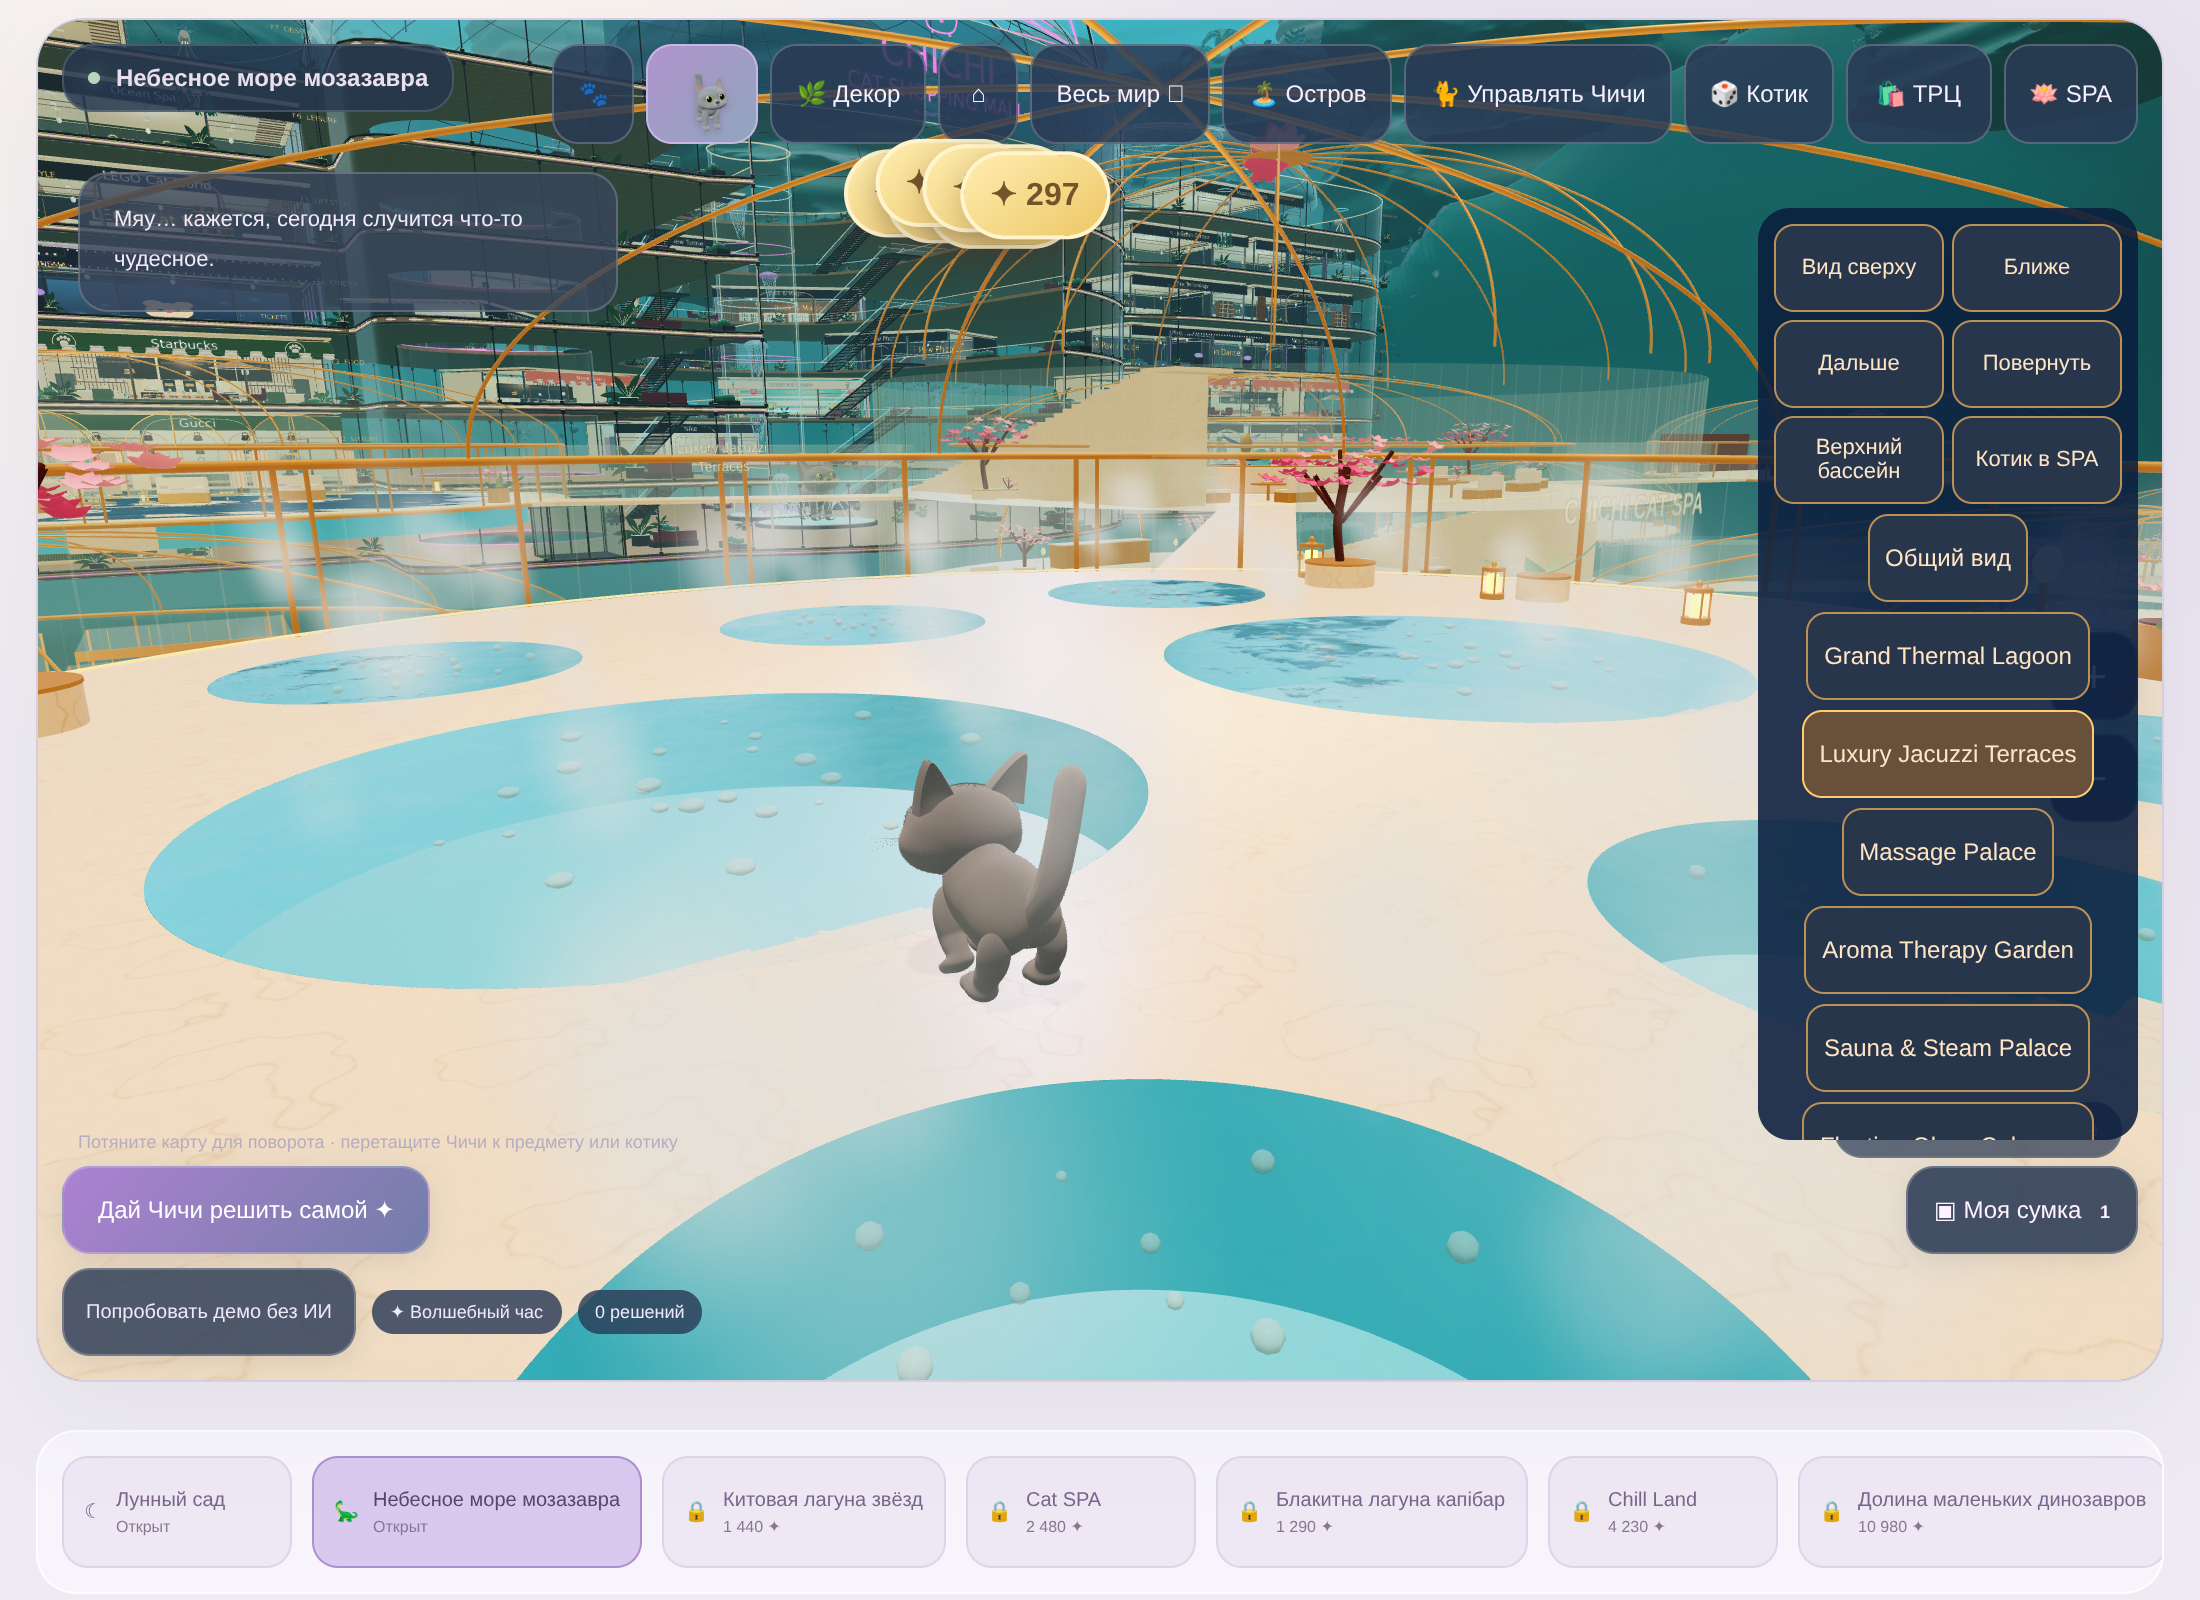 Небесное море мозазавра
Декор
Весь мир
Остров
Управлять Чичи
Котик
ТРЦ
SPA
CHICHI
Мяу… кажется, сегодня случится что-то
чудесное.
✦ 297
Starbucks
Gucci
Luxury Jacuzzi
Terraces
CHICHI CAT SPA
Вид сверху
Ближе
Дальше
Повернуть
Верхний
бассейн
Котик в SPA
Общий вид
Grand Thermal Lagoon
Luxury Jacuzzi Terraces
Massage Palace
Aroma Therapy Garden
Sauna & Steam Palace
Потяните карту для поворота · перетащите Чичи к предмету или котику
Дай Чичи решить самой ✦
Моя сумка 1
Попробовать демо без ИИ
✦ Волшебный час
0 решений
Лунный сад
Открыт
Небесное море мозазавра
Открыт
Китовая лагуна звёзд
1 440 ✦
Cat SPA
2 480 ✦
Блакитна лагуна капібар
1 290 ✦
Chill Land
4 230 ✦
Долина маленьких динозавров
10 980 ✦